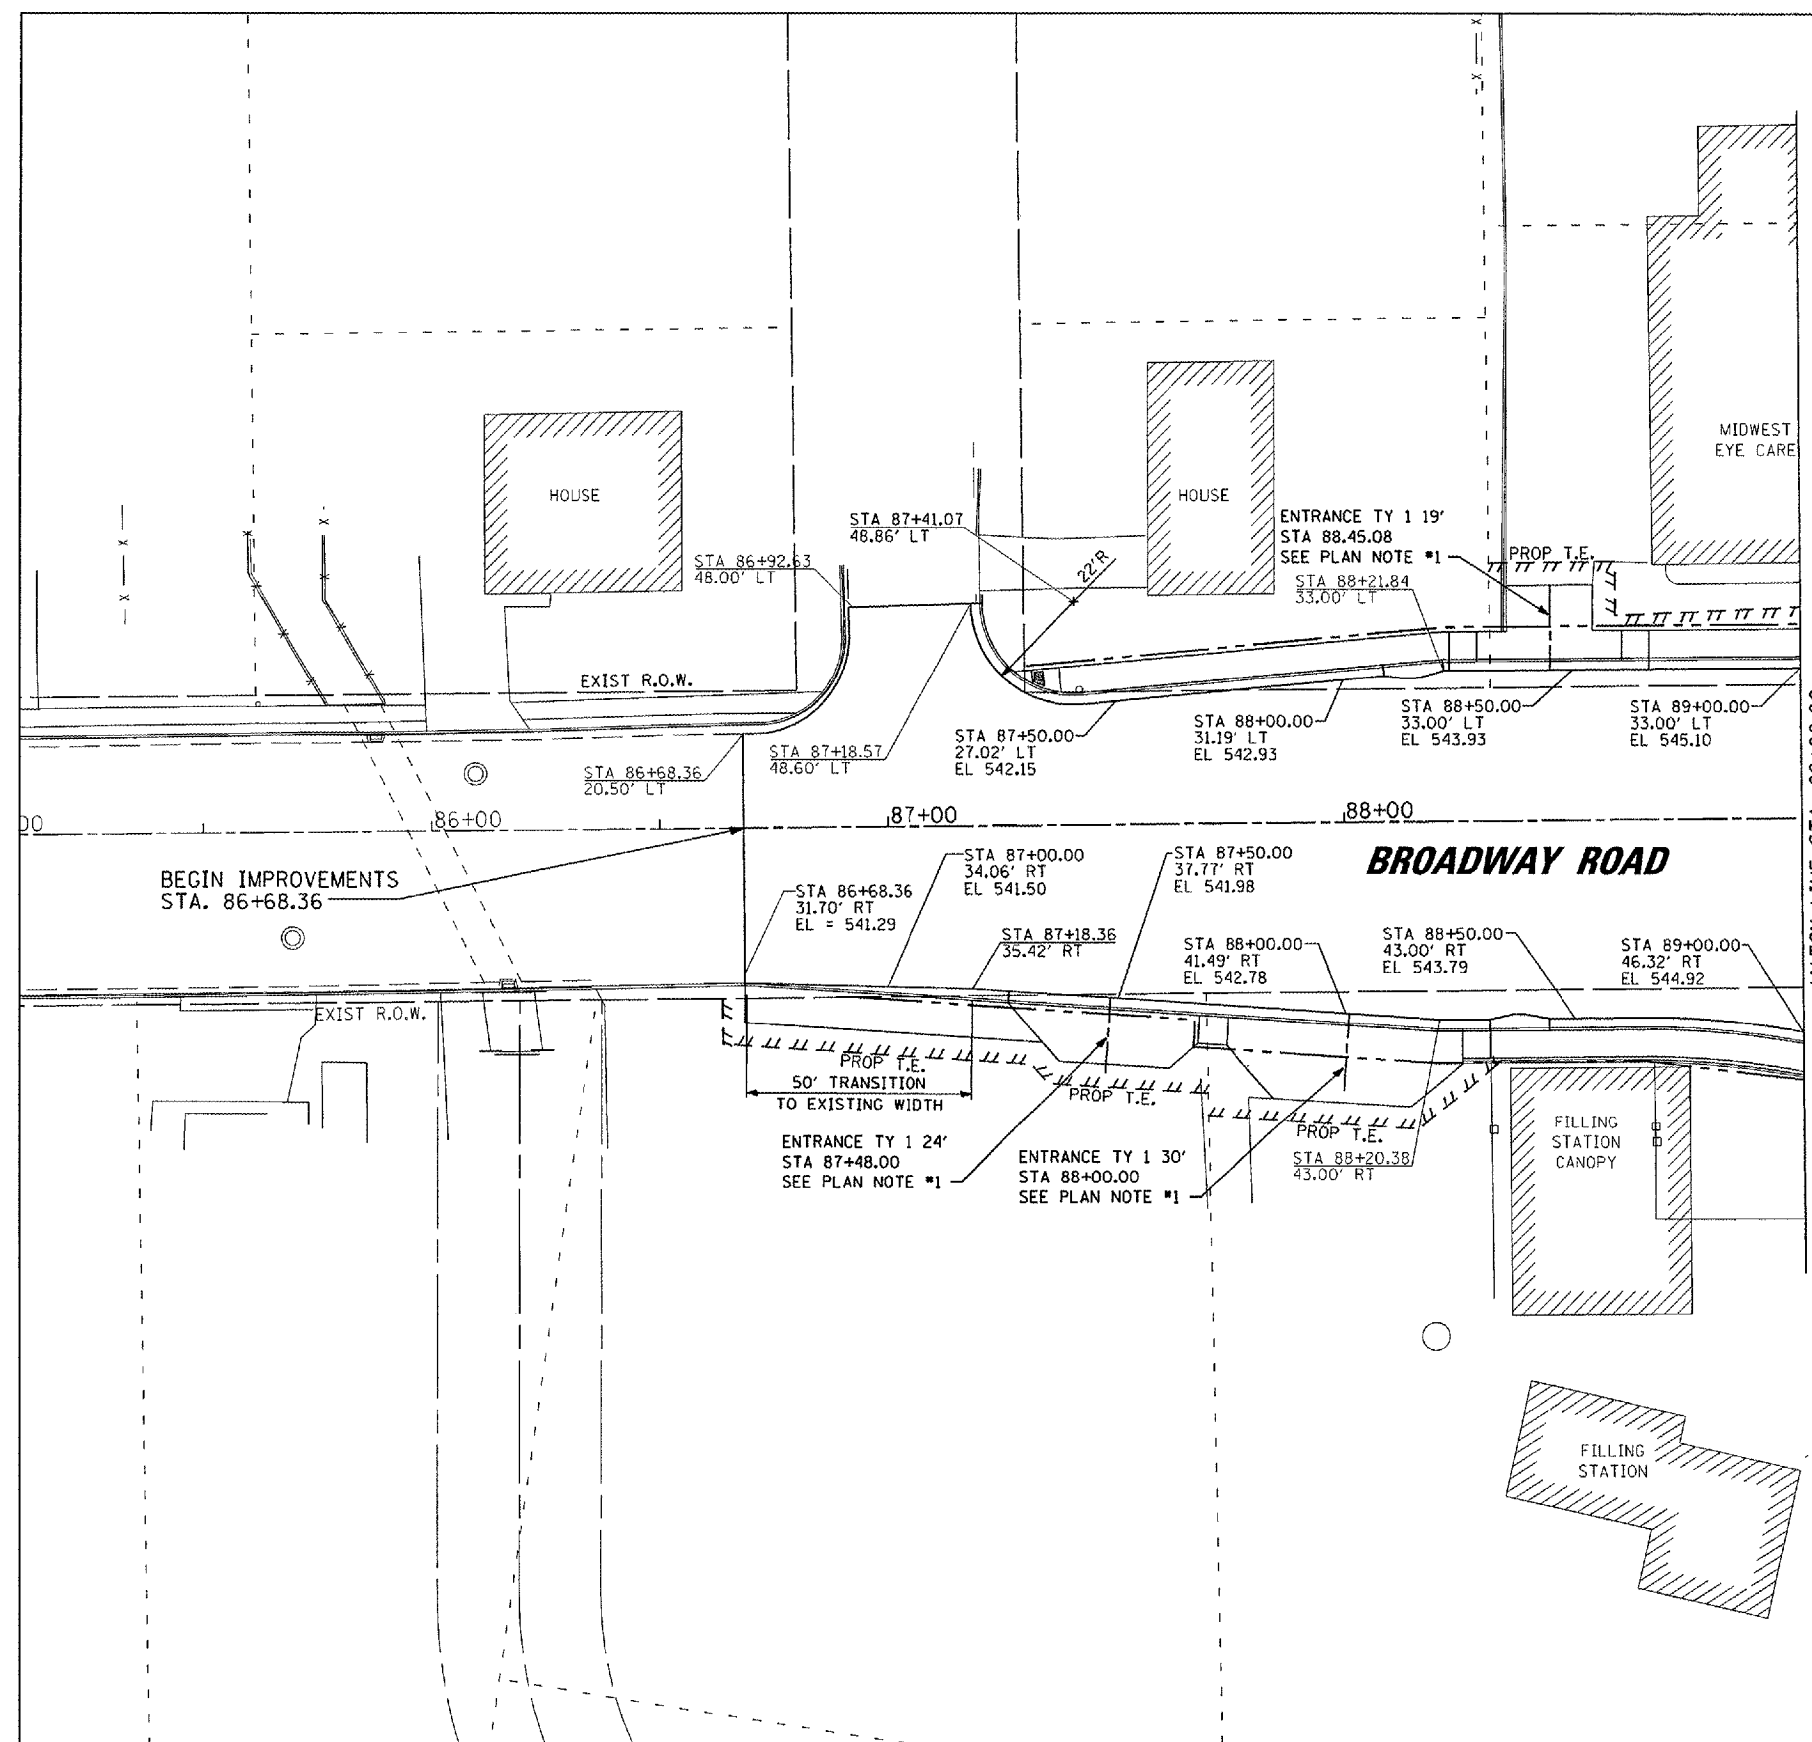 MIDWEST
EYE CARE
HOUSE
HOUSE
STA 87+41.07
48.86' LT
STA 86+92.63
48.00' LT
22'R
ENTRANCE TY 1 19'
STA 88.45.08
SEE PLAN NOTE #1
PROP T.E.
STA 88+21.84
33.00' LT
EXIST R.O.W.
STA 86+68.36
20.50' LT
STA 87+18.57
48.60' LT
STA 87+50.00
27.02' LT
EL 542.15
STA 88+00.00
31.19' LT
EL 542.93
STA 88+50.00
33.00' LT
EL 543.93
STA 89+00.00
33.00' LT
EL 545.10
00
86+00
87+00
88+00
BROADWAY ROAD
BEGIN IMPROVEMENTS
STA. 86+68.36
STA 86+68.36
31.70' RT
EL = 541.29
STA 87+00.00
34.06' RT
EL 541.50
STA 87+18.36
35.42' RT
STA 87+50.00
37.77' RT
EL 541.98
STA 88+00.00
41.49' RT
EL 542.78
STA 88+50.00
43.00' RT
EL 543.79
STA 89+00.00
46.32' RT
EL 544.92
EXIST R.O.W.
PROP T.E.
50' TRANSITION
TO EXISTING WIDTH
PROP T.E.
PROP T.E.
ENTRANCE TY 1 24'
STA 87+48.00
SEE PLAN NOTE #1
ENTRANCE TY 1 30'
STA 88+00.00
SEE PLAN NOTE #1
STA 88+20.38
43.00' RT
FILLING
STATION
CANOPY
FILLING
STATION